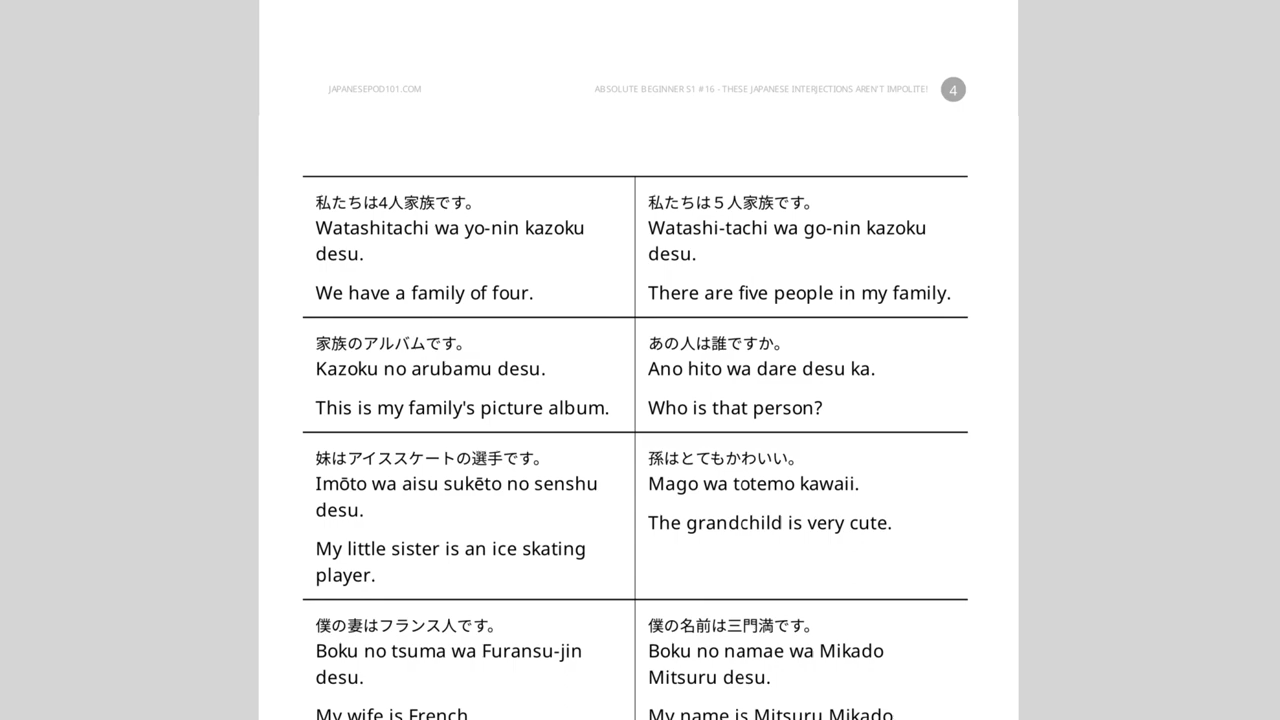 JAPANESEPOD101.COM
ABSOLUTE BEGINNER S1 #16 - THESE JAPANESE INTERJECTIONS AREN'T IMPOLITE!
4
私たちは4人家族です。
Watashitachi wa yo-nin kazoku
desu.
We have a family of four.
私たちは５人家族です。
Watashi-tachi wa go-nin kazoku
desu.
There are five people in my family.
家族のアルバムです。
Kazoku no arubamu desu.
This is my family's picture album.
あの人は誰ですか。
Ano hito wa dare desu ka.
Who is that person?
妹はアイススケートの選手です。
Imōto wa aisu sukēto no senshu
desu.
My little sister is an ice skating
player.
孫はとてもかわいい。
Mago wa totemo kawaii.
The grandchild is very cute.
僕の妻はフランス人です。
Boku no tsuma wa Furansu-jin
desu.
My wife is French.
僕の名前は三門満です。
Boku no namae wa Mikado
Mitsuru desu.
My name is Mitsuru Mikado.